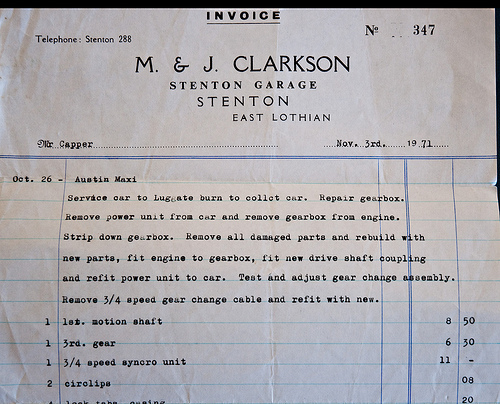 INVOICE
Telephone: Stenton 288
Nº 347
M. & J. CLARKSON
STENTON GARAGE
STENTON
EAST LOTHIAN
Mr Capper
Nov. 3rd. 1971
Oct. 26 - Austin Maxi
Service car to Luggate burn to collct car. Repair gearbox.
Remove power unit from car and remove gearbox from engine.
Strip down gearbox. Remove all damaged parts and rebuild with
new parts, fit engine to gearbox, fit new drive shaft coupling
and refit power unit to car. Test and adjust gear change assembly.
Remove 3/4 speed gear change cable and refit with new.
1 1st. motion shaft 8 50
1 3rd. gear 6 30
1 3/4 speed syncro unit 11 -
2 circlips 08
lock tabs, casing 20